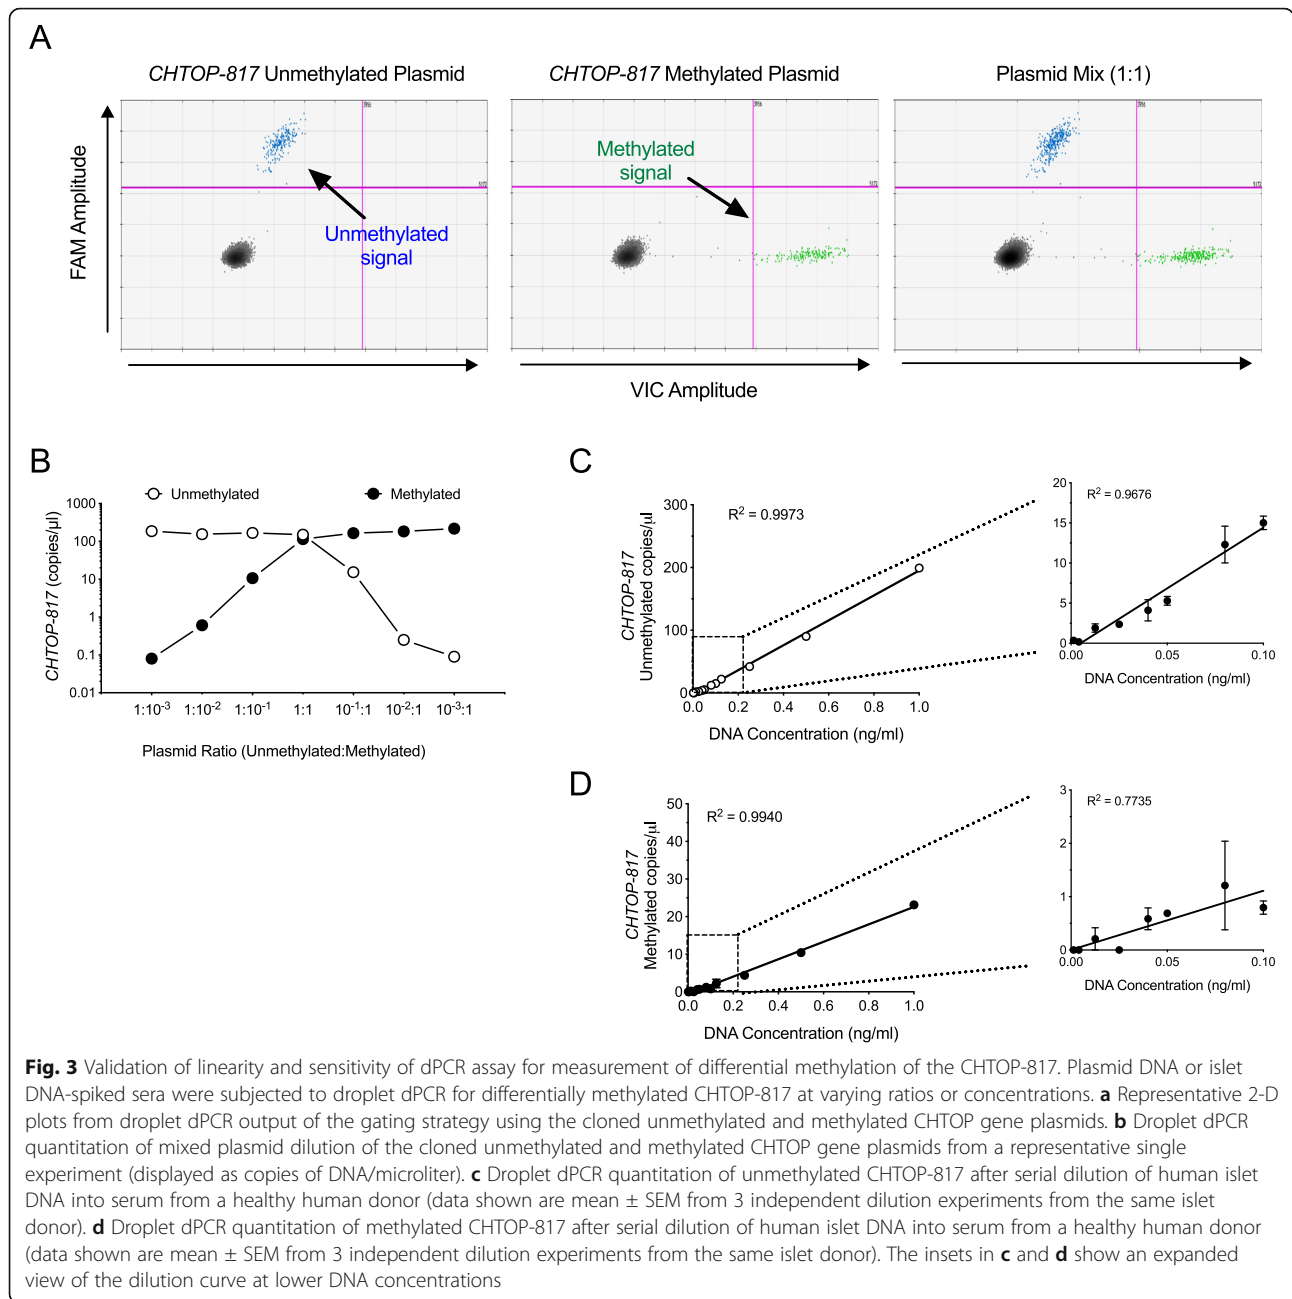 A
CHTOP-817 Unmethylated Plasmid
CHTOP-817 Methylated Plasmid
Plasmid Mix (1:1)
FAM Amplitude
Unmethylated
signal
Methylated
signal
VIC Amplitude
B
Unmethylated
Methylated
CHTOP-817 (copies/µl)
1000
100
10
1
0.1
0.01
1:10⁻³ 1:10⁻² 1:10⁻¹ 1:1 10⁻¹:1 10⁻²:1 10⁻³:1
Plasmid Ratio (Unmethylated:Methylated)
C
CHTOP-817
Unmethylated copies/µl
R² = 0.9973
300
200
100
0
0.0 0.2 0.4 0.6 0.8 1.0
DNA Concentration (ng/ml)
R² = 0.9676
20
15
10
5
0
0.00 0.05 0.10
DNA Concentration (ng/ml)
D
CHTOP-817
Methylated copies/µl
R² = 0.9940
50
40
30
20
10
0
0.0 0.2 0.4 0.6 0.8 1.0
DNA Concentration (ng/ml)
R² = 0.7735
3
2
1
0
0.00 0.05 0.10
DNA Concentration (ng/ml)
Fig. 3 Validation of linearity and sensitivity of dPCR assay for measurement of differential methylation of the CHTOP-817. Plasmid DNA or islet
DNA-spiked sera were subjected to droplet dPCR for differentially methylated CHTOP-817 at varying ratios or concentrations. a Representative 2-D
plots from droplet dPCR output of the gating strategy using the cloned unmethylated and methylated CHTOP gene plasmids. b Droplet dPCR
quantitation of mixed plasmid dilution of the cloned unmethylated and methylated CHTOP gene plasmids from a representative single
experiment (displayed as copies of DNA/microliter). c Droplet dPCR quantitation of unmethylated CHTOP-817 after serial dilution of human islet
DNA into serum from a healthy human donor (data shown are mean ± SEM from 3 independent dilution experiments from the same islet
donor). d Droplet dPCR quantitation of methylated CHTOP-817 after serial dilution of human islet DNA into serum from a healthy human donor
(data shown are mean ± SEM from 3 independent dilution experiments from the same islet donor). The insets in c and d show an expanded
view of the dilution curve at lower DNA concentrations